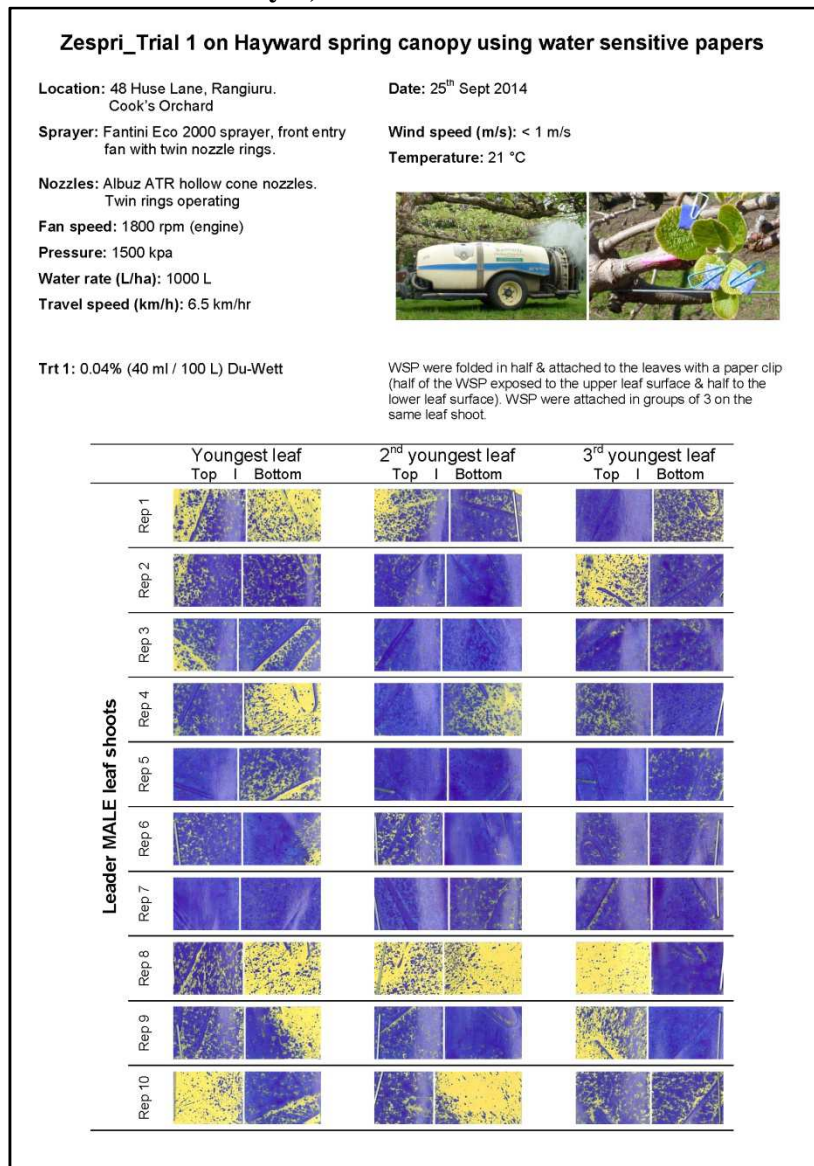 Zespri_Trial 1 on Hayward spring canopy using water sensitive papers
Location: 48 Huse Lane, Rangiuru.
Cook's Orchard
Date: 25th Sept 2014
Sprayer: Fantini Eco 2000 sprayer, front entry
fan with twin nozzle rings.
Wind speed (m/s): < 1 m/s
Temperature: 21 °C
Nozzles: Albuz ATR hollow cone nozzles.
Twin rings operating
Fan speed: 1800 rpm (engine)
Pressure: 1500 kpa
Water rate (L/ha): 1000 L
Travel speed (km/h): 6.5 km/hr
Trt 1: 0.04% (40 ml / 100 L) Du-Wett
WSP were folded in half & attached to the leaves with a paper clip
(half of the WSP exposed to the upper leaf surface & half to the
lower leaf surface). WSP were attached in groups of 3 on the
same leaf shoot.
Youngest leaf 2nd youngest leaf 3rd youngest leaf
Top I Bottom Top I Bottom Top I Bottom
Leader MALE leaf shoots
Rep 1
Rep 2
Rep 3
Rep 4
Rep 5
Rep 6
Rep 7
Rep 8
Rep 9
Rep 10